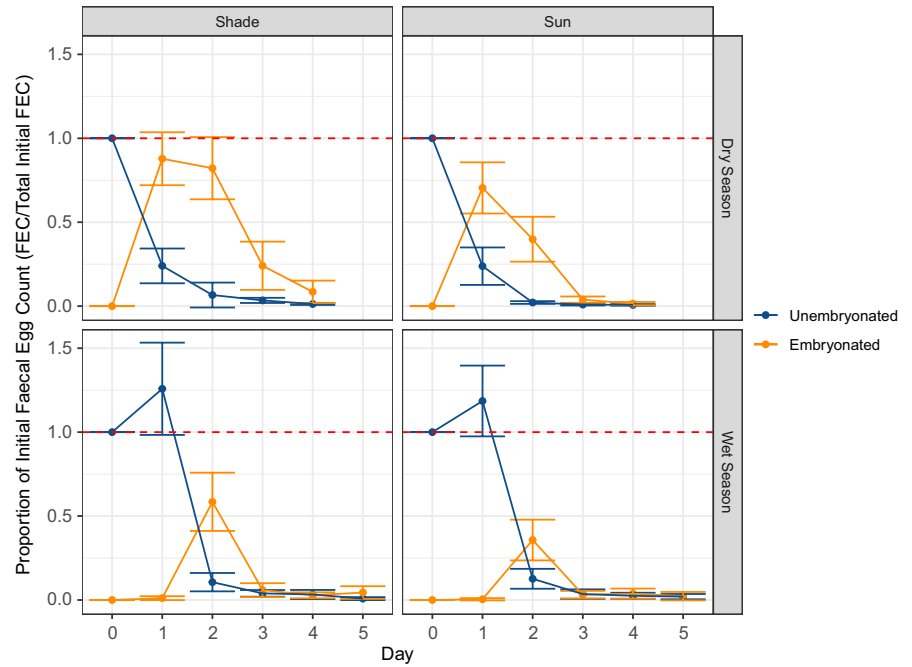 Shade
Sun
Proportion of Initial Faecal Egg Count (FEC/Total Initial FEC)
1.5
1.0
0.5
0.0
Dry Season
1.5
1.0
0.5
0.0
Wet Season
Unembryonated
Embryonated
0 1 2 3 4 5
0 1 2 3 4 5
Day